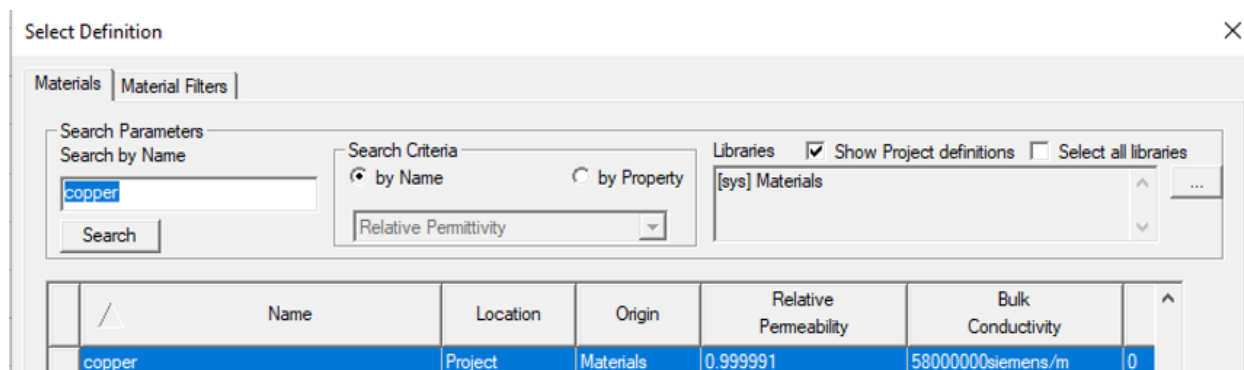 Select Definition
Materials Material Filters
Search Parameters
Search by Name
copper
Search
Search Criteria
by Name by Property
Relative Permittivity
Libraries Show Project definitions Select all libraries
[sys] Materials
...
Name Location Origin Relative Permeability Bulk Conductivity
copper Project Materials 0.999991 58000000siemens/m 0